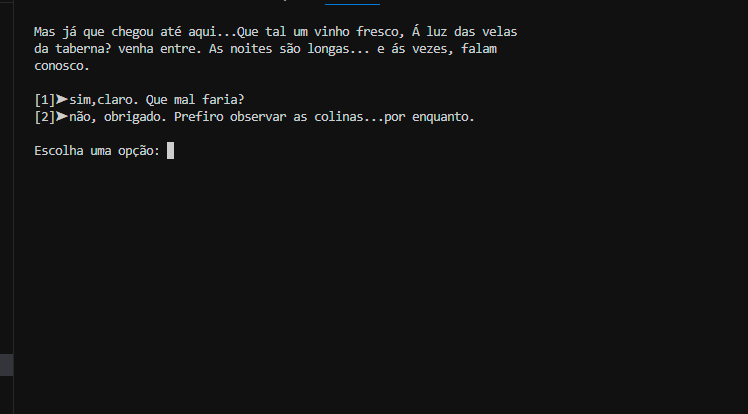 Mas já que chegou até aqui...Que tal um vinho fresco, Á luz das velas
da taberna? venha entre. As noites são longas... e ás vezes, falam
conosco.
[1]➤sim,claro. Que mal faria?
[2]➤não, obrigado. Prefiro observar as colinas...por enquanto.
Escolha uma opção: